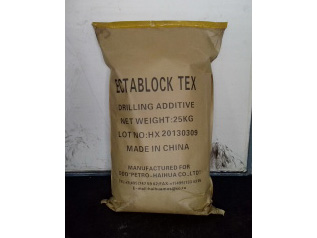 ECTABLOCK TEX
DRILLING ADDITIVE
NET WEIGHT:25KG
LOT NO:HX 20130309
MADE IN CHINA
MANUFACTURED FOR
"PETRO-HAIHUA CO.,LTD"